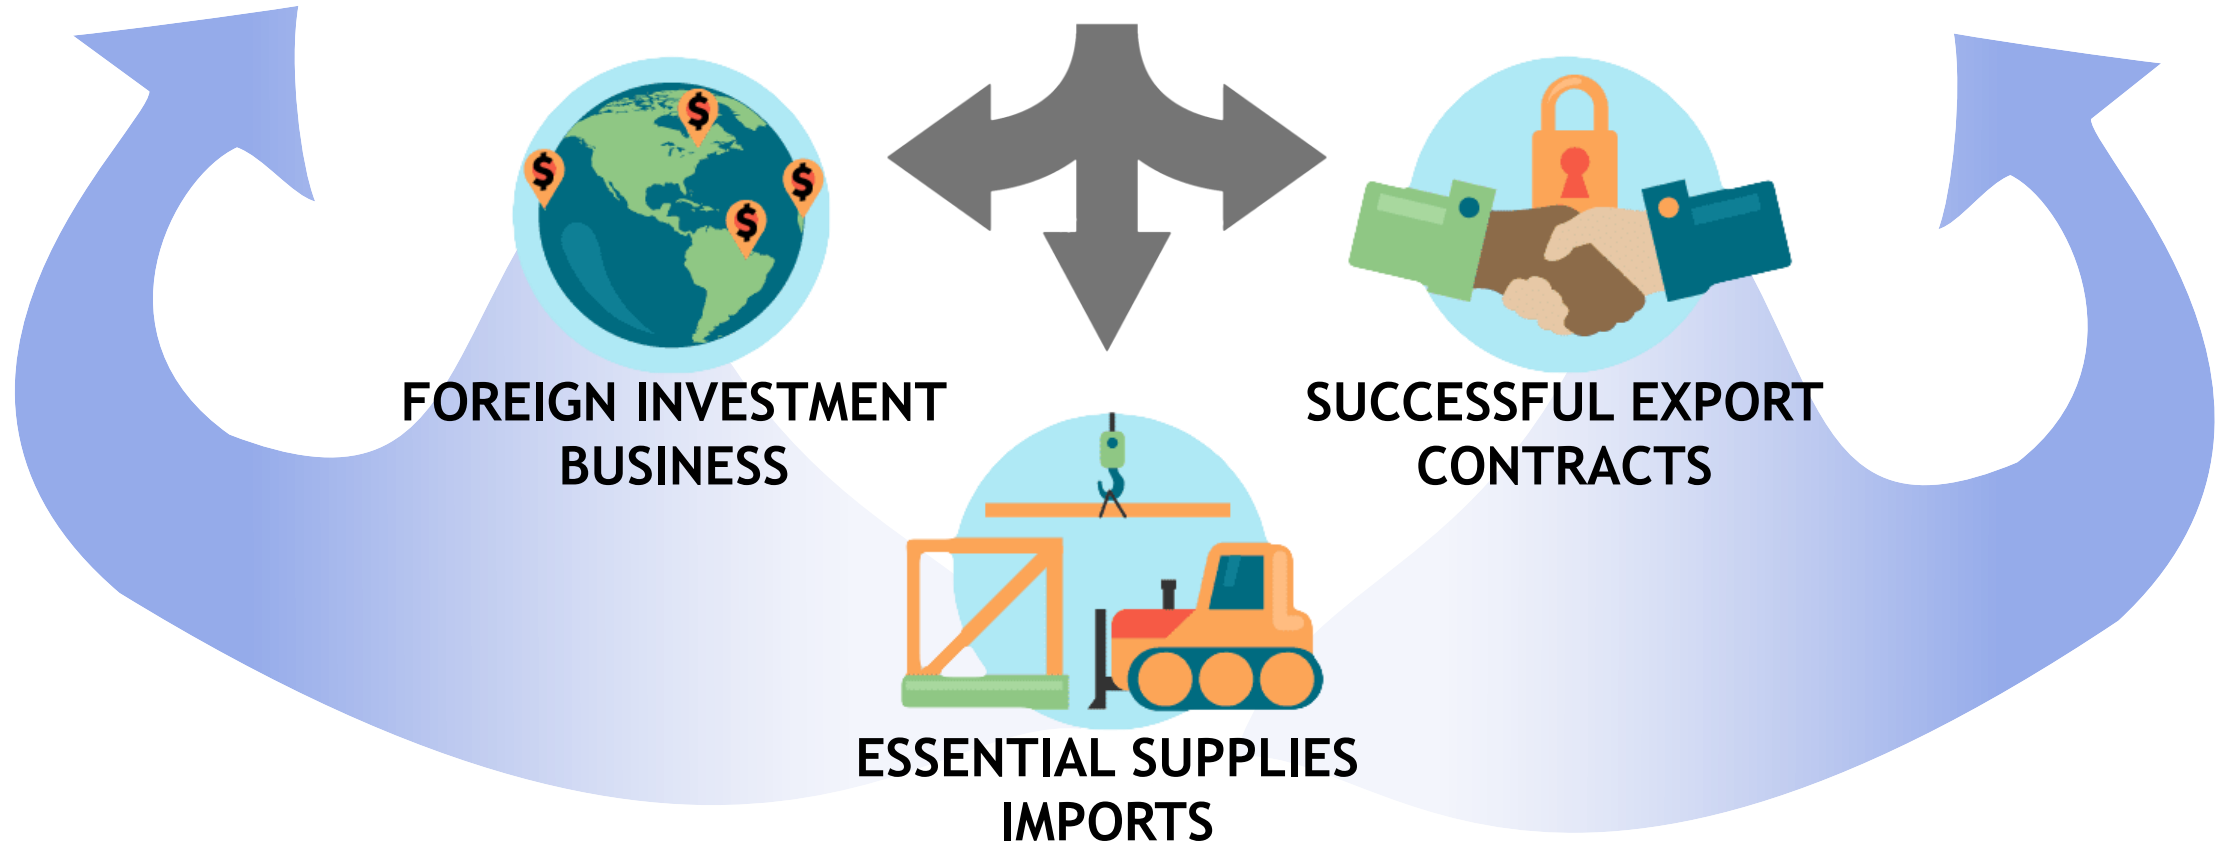 $
$
$
$
FOREIGN INVESTMENT
BUSINESS
SUCCESSFUL EXPORT
CONTRACTS
ESSENTIAL SUPPLIES
IMPORTS